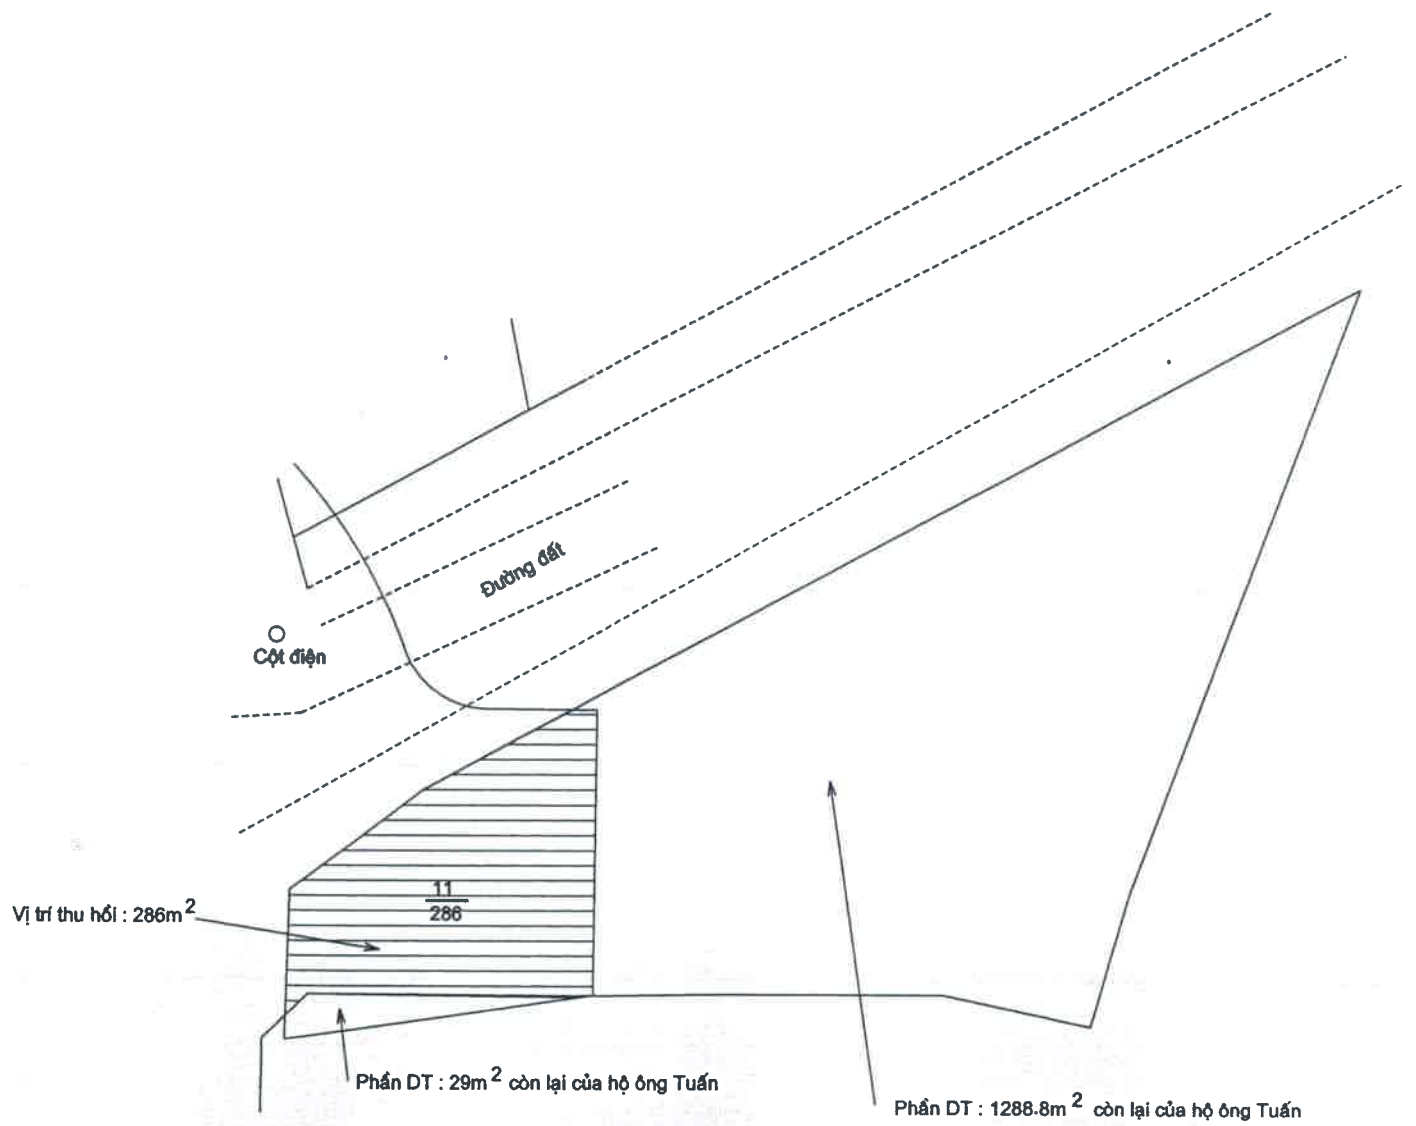 Đường đất
Cột điện
11
286
Vị trí thu hồi : 286m2
Phần DT : 29m2 còn lại của hộ ông Tuấn
Phần DT : 1288.8m2 còn lại của hộ ông Tuấn